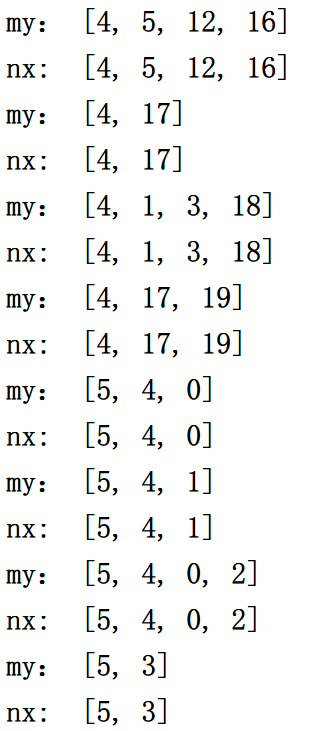 my： [4, 5, 12, 16]
nx: [4, 5, 12, 16]
my： [4, 17]
nx: [4, 17]
my： [4, 1, 3, 18]
nx: [4, 1, 3, 18]
my： [4, 17, 19]
nx: [4, 17, 19]
my： [5, 4, 0]
nx: [5, 4, 0]
my： [5, 4, 1]
nx: [5, 4, 1]
my： [5, 4, 0, 2]
nx: [5, 4, 0, 2]
my： [5, 3]
nx: [5, 3]